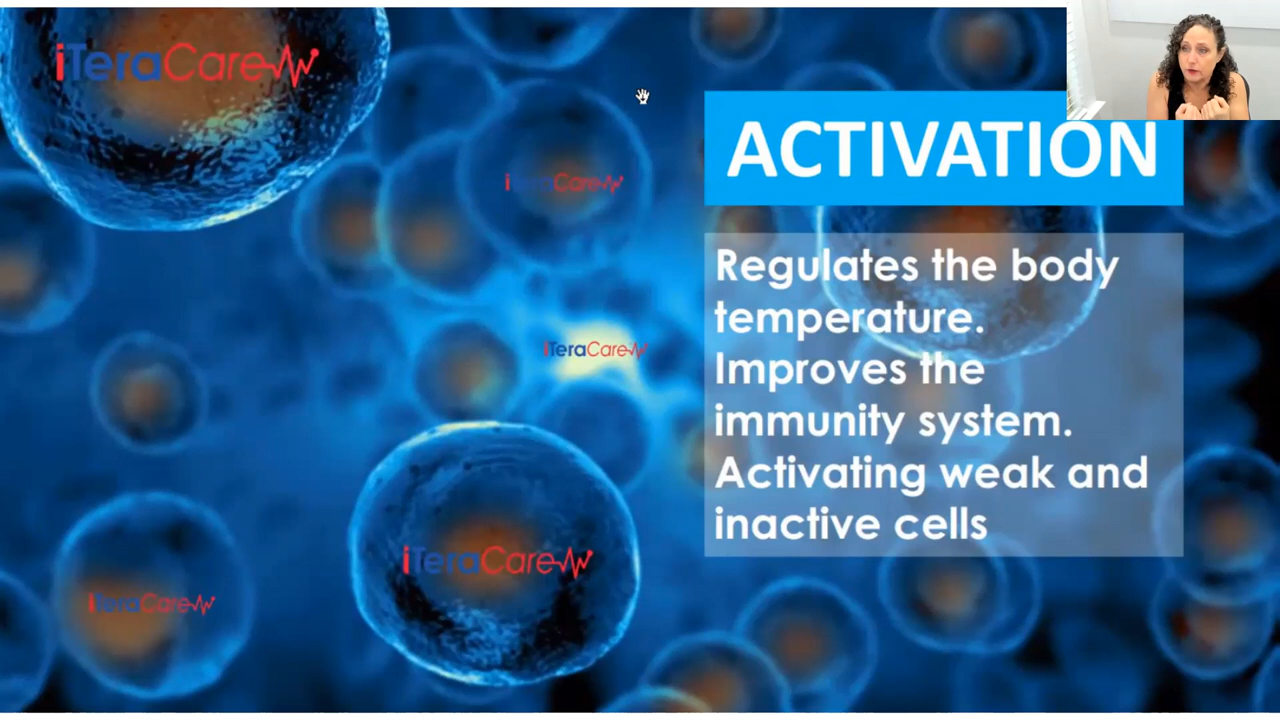 iTeraCare
ACTIVATION
iTeraCare
Regulates the body
temperature.
Improves the
immunity system.
Activating weak and
inactive cells
iTeraCare
iTeraCare
iTeraCare